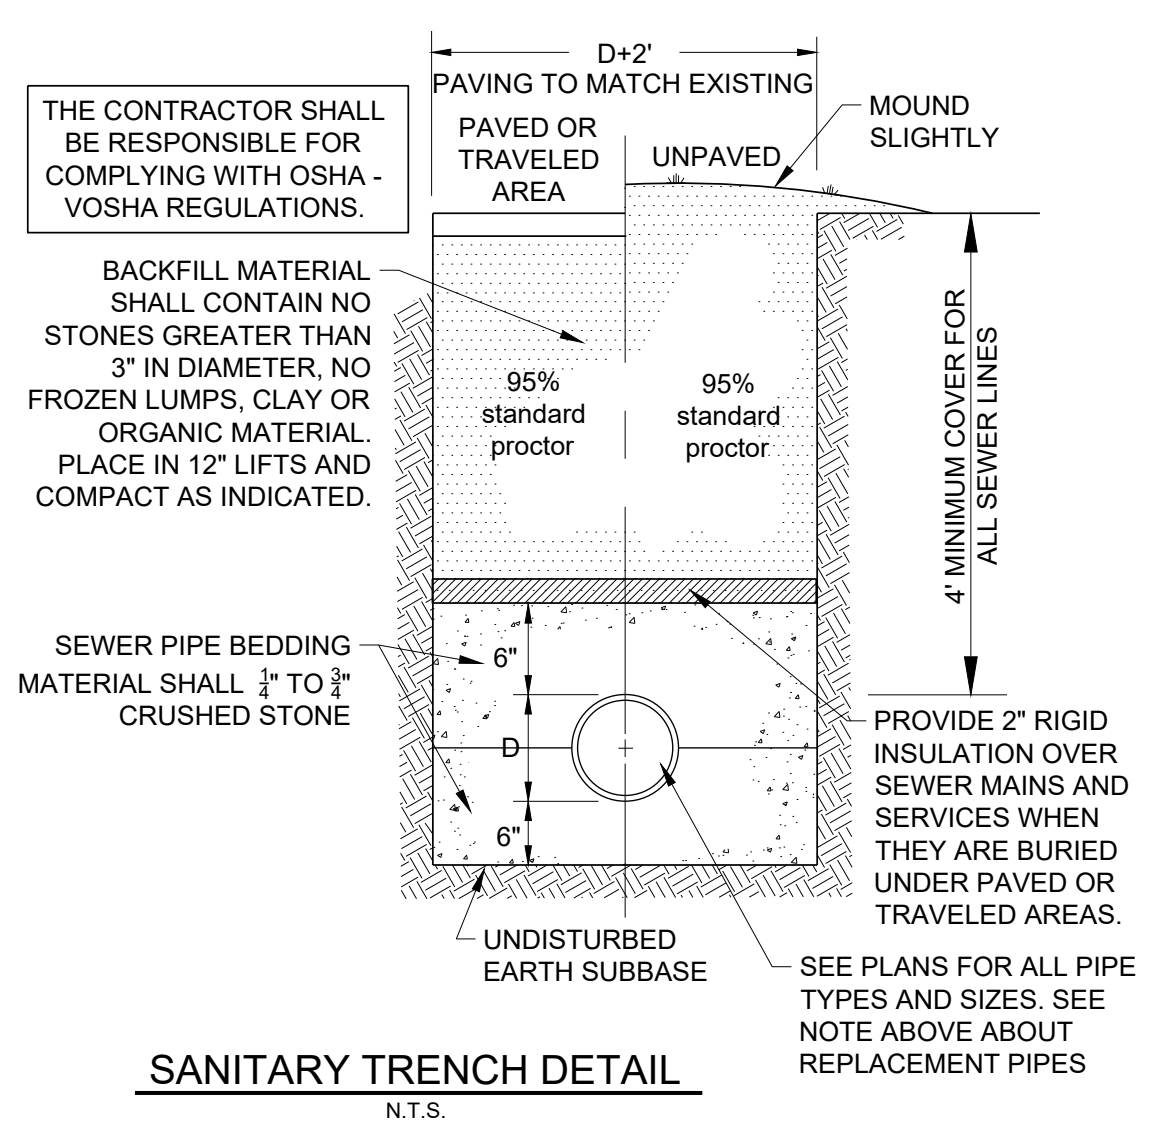 D+2'
PAVING TO MATCH EXISTING
THE CONTRACTOR SHALL
BE RESPONSIBLE FOR
COMPLYING WITH OSHA -
VOSHA REGULATIONS.
PAVED OR
TRAVELED
AREA
UNPAVED
MOUND
SLIGHTLY
BACKFILL MATERIAL
SHALL CONTAIN NO
STONES GREATER THAN
3" IN DIAMETER, NO
FROZEN LUMPS, CLAY OR
ORGANIC MATERIAL.
PLACE IN 12" LIFTS AND
COMPACT AS INDICATED.
95%
standard
proctor
95%
standard
proctor
4' MINIMUM COVER FOR
ALL SEWER LINES
SEWER PIPE BEDDING
MATERIAL SHALL 1/4" TO 3/4"
CRUSHED STONE
6"
D
6"
PROVIDE 2" RIGID
INSULATION OVER
SEWER MAINS AND
SERVICES WHEN
THEY ARE BURIED
UNDER PAVED OR
TRAVELED AREAS.
UNDISTURBED
EARTH SUBBASE
SEE PLANS FOR ALL PIPE
TYPES AND SIZES. SEE
NOTE ABOVE ABOUT
REPLACEMENT PIPES
SANITARY TRENCH DETAIL
N.T.S.